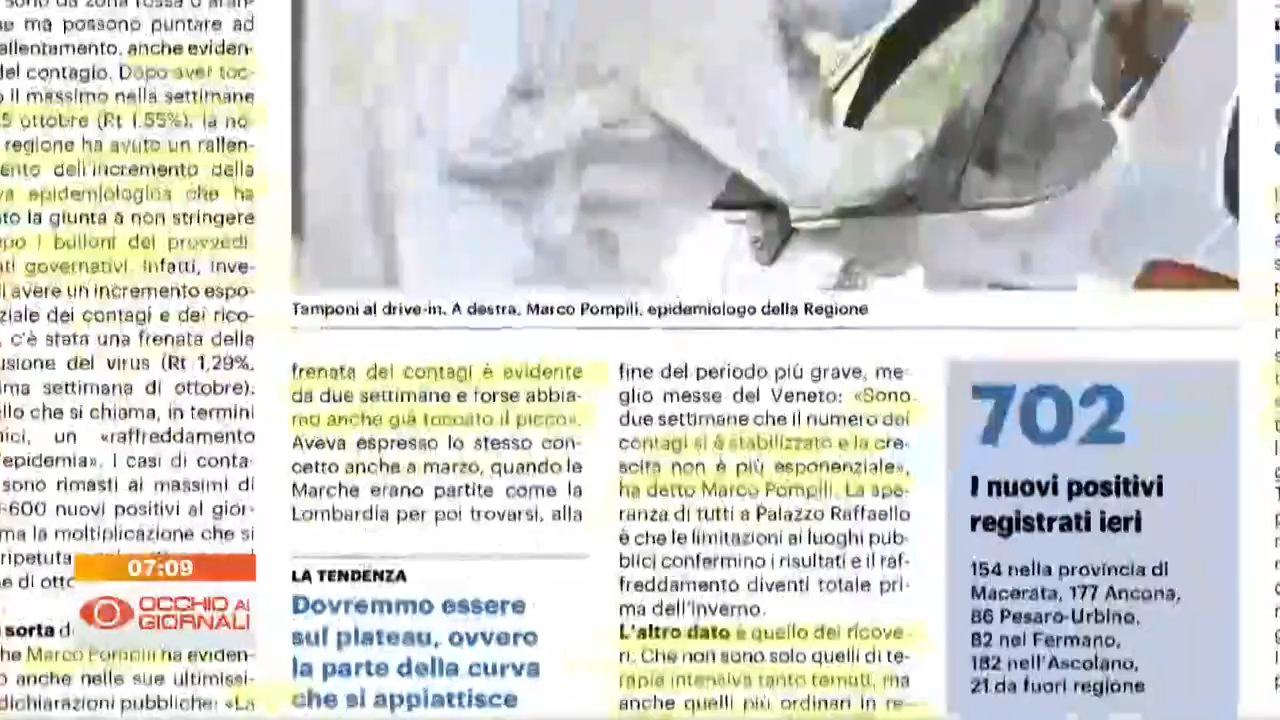 se ma possono puntare ad
anche eviden-
del contagio. Dopo aver toc-
o il massimo nella settimane
5 ottobre (Rt 1,55%), la no-
regione ha avuto un rallen-
dell'incremento della
epidemiologica che ha
la giunta a non stringere
i bulloni dei provvedi-
governativi. Infatti, inve-
di avere un incremento espo-
dei contagi e dei rico-
c'è stata una frenata della
del virus (Rt 1,29%,
settimana di ottobre).
che si chiama, in termini
un «raffreddamento
epidemia». I casi di conta-
sono rimasti ai massimi di
-600 nuovi positivi al gior-
ma la moltiplicazione che si
ripetuta
e di otto
07:09
OCCHIO AI
GIORNALI
sorta d
he Marco Pompili ha eviden-
o anche nelle sue ultimissi-
dichiarazioni pubbliche: «La
Tamponi al drive-in. A destra, Marco Pompili, epidemiologo della Regione
frenata dei contagi è evidente
da due settimane e forse abbia-
mo anche già toccato il picco».
Aveva espresso lo stesso con-
cetto anche a marzo, quando le
Marche erano partite come la
Lombardia per poi trovarsi, alla
LA TENDENZA
Dovremmo essere
sul plateau, ovvero
la parte della curva
che si appiattisce
fine del periodo più grave, me-
glio messe del Veneto: «Sono
due settimane che il numero dei
contagi si è stabilizzato e la cre-
scita non è più esponenziale»,
ha detto Marco Pompili. La spe-
ranza di tutti a Palazzo Raffaello
è che le limitazioni ai luoghi pub-
blici confermino i risultati e il raf-
freddamento diventi totale pri-
ma dell'inverno.
L'altro dato è quello dei ricove-
ri. Che non sono solo quelli di te-
rapia intensiva tanto temuti, ma
anche quelli più ordinari in re-
702
I nuovi positivi
registrati ieri
154 nella provincia di
Macerata, 177 Ancona,
86 Pesaro-Urbino,
82 nel Fermano,
182 nell'Ascolano,
21 da fuori regione